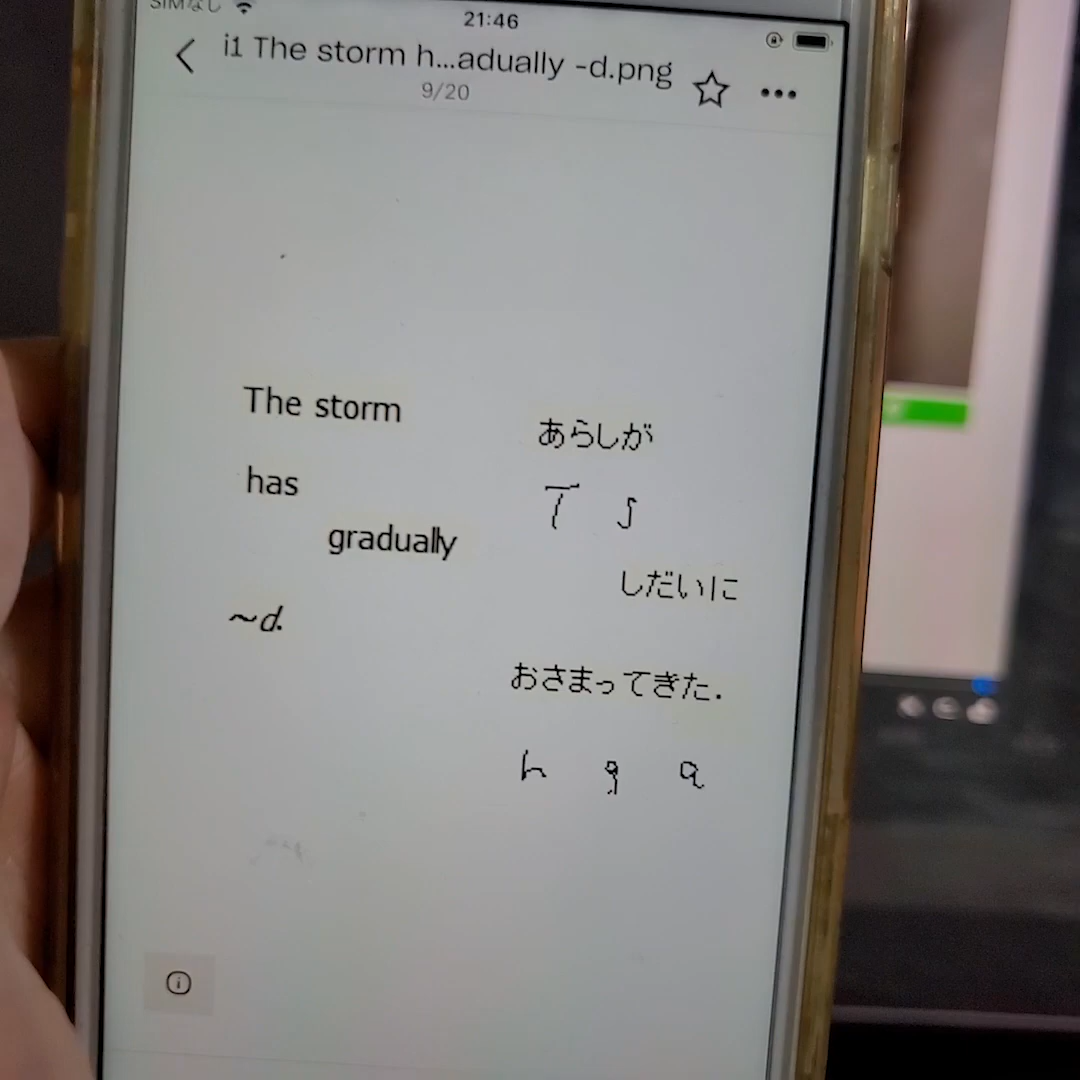 SIMなし 21:46
i1 The storm h...adually -d.png
9/20
The storm
has
gradually
~d.
あらしが
T s
しだいに
おさまってきた.
h g a